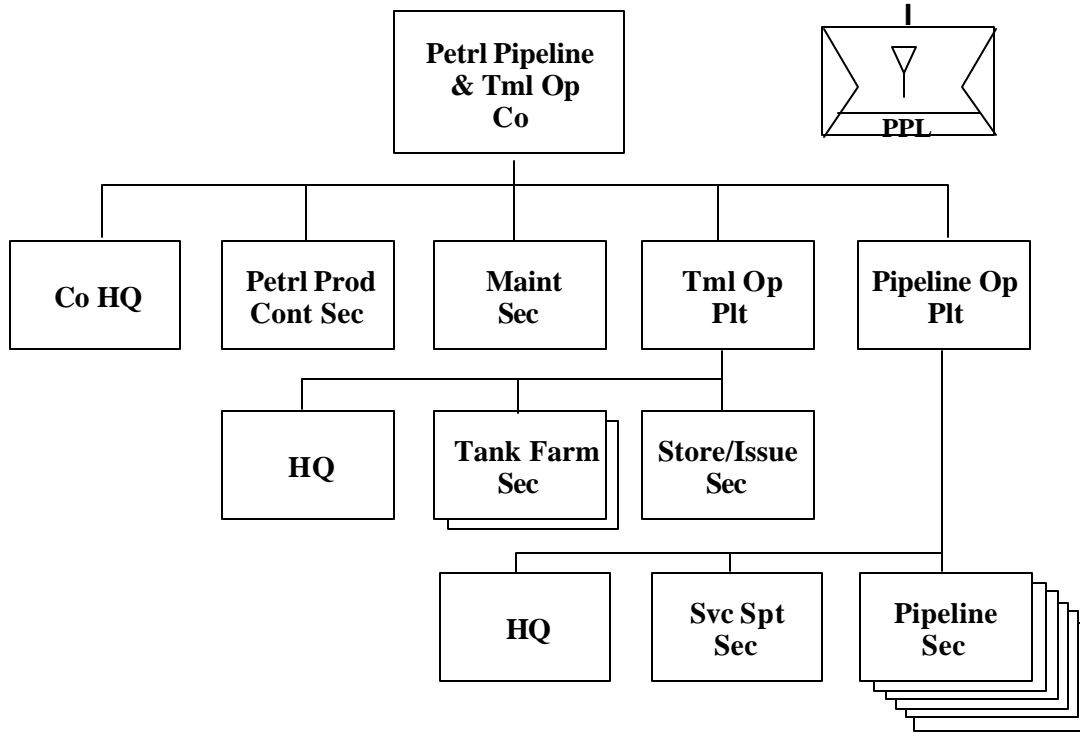 Petrl Pipeline
& Tml Op
Co
PPL
Co HQ
Petrl Prod
Cont Sec
Maint
Sec
Tml Op
Plt
Pipeline Op
Plt
HQ
Tank Farm
Sec
Store/Issue
Sec
HQ
Svc Spt
Sec
Pipeline
Sec